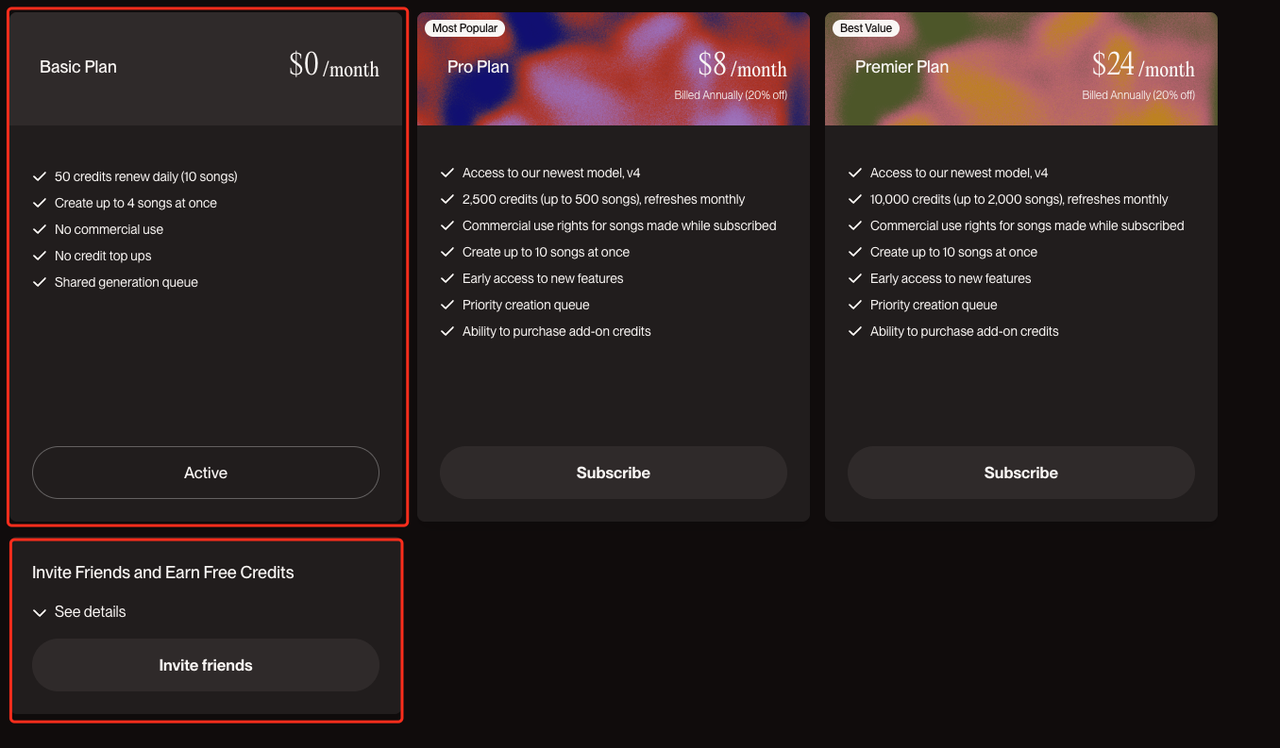 Basic Plan
$0 /month
50 credits renew daily (10 songs)
Create up to 4 songs at once
No commercial use
No credit top ups
Shared generation queue
Active
Most Popular
Pro Plan
$8 /month
Billed Annually (20% off)
Access to our newest model, v4
2,500 credits (up to 500 songs), refreshes monthly
Commercial use rights for songs made while subscribed
Create up to 10 songs at once
Early access to new features
Priority creation queue
Ability to purchase add-on credits
Subscribe
Best Value
Premier Plan
$24 /month
Billed Annually (20% off)
Access to our newest model, v4
10,000 credits (up to 2,000 songs), refreshes monthly
Commercial use rights for songs made while subscribed
Create up to 10 songs at once
Early access to new features
Priority creation queue
Ability to purchase add-on credits
Subscribe
Invite Friends and Earn Free Credits
See details
Invite friends